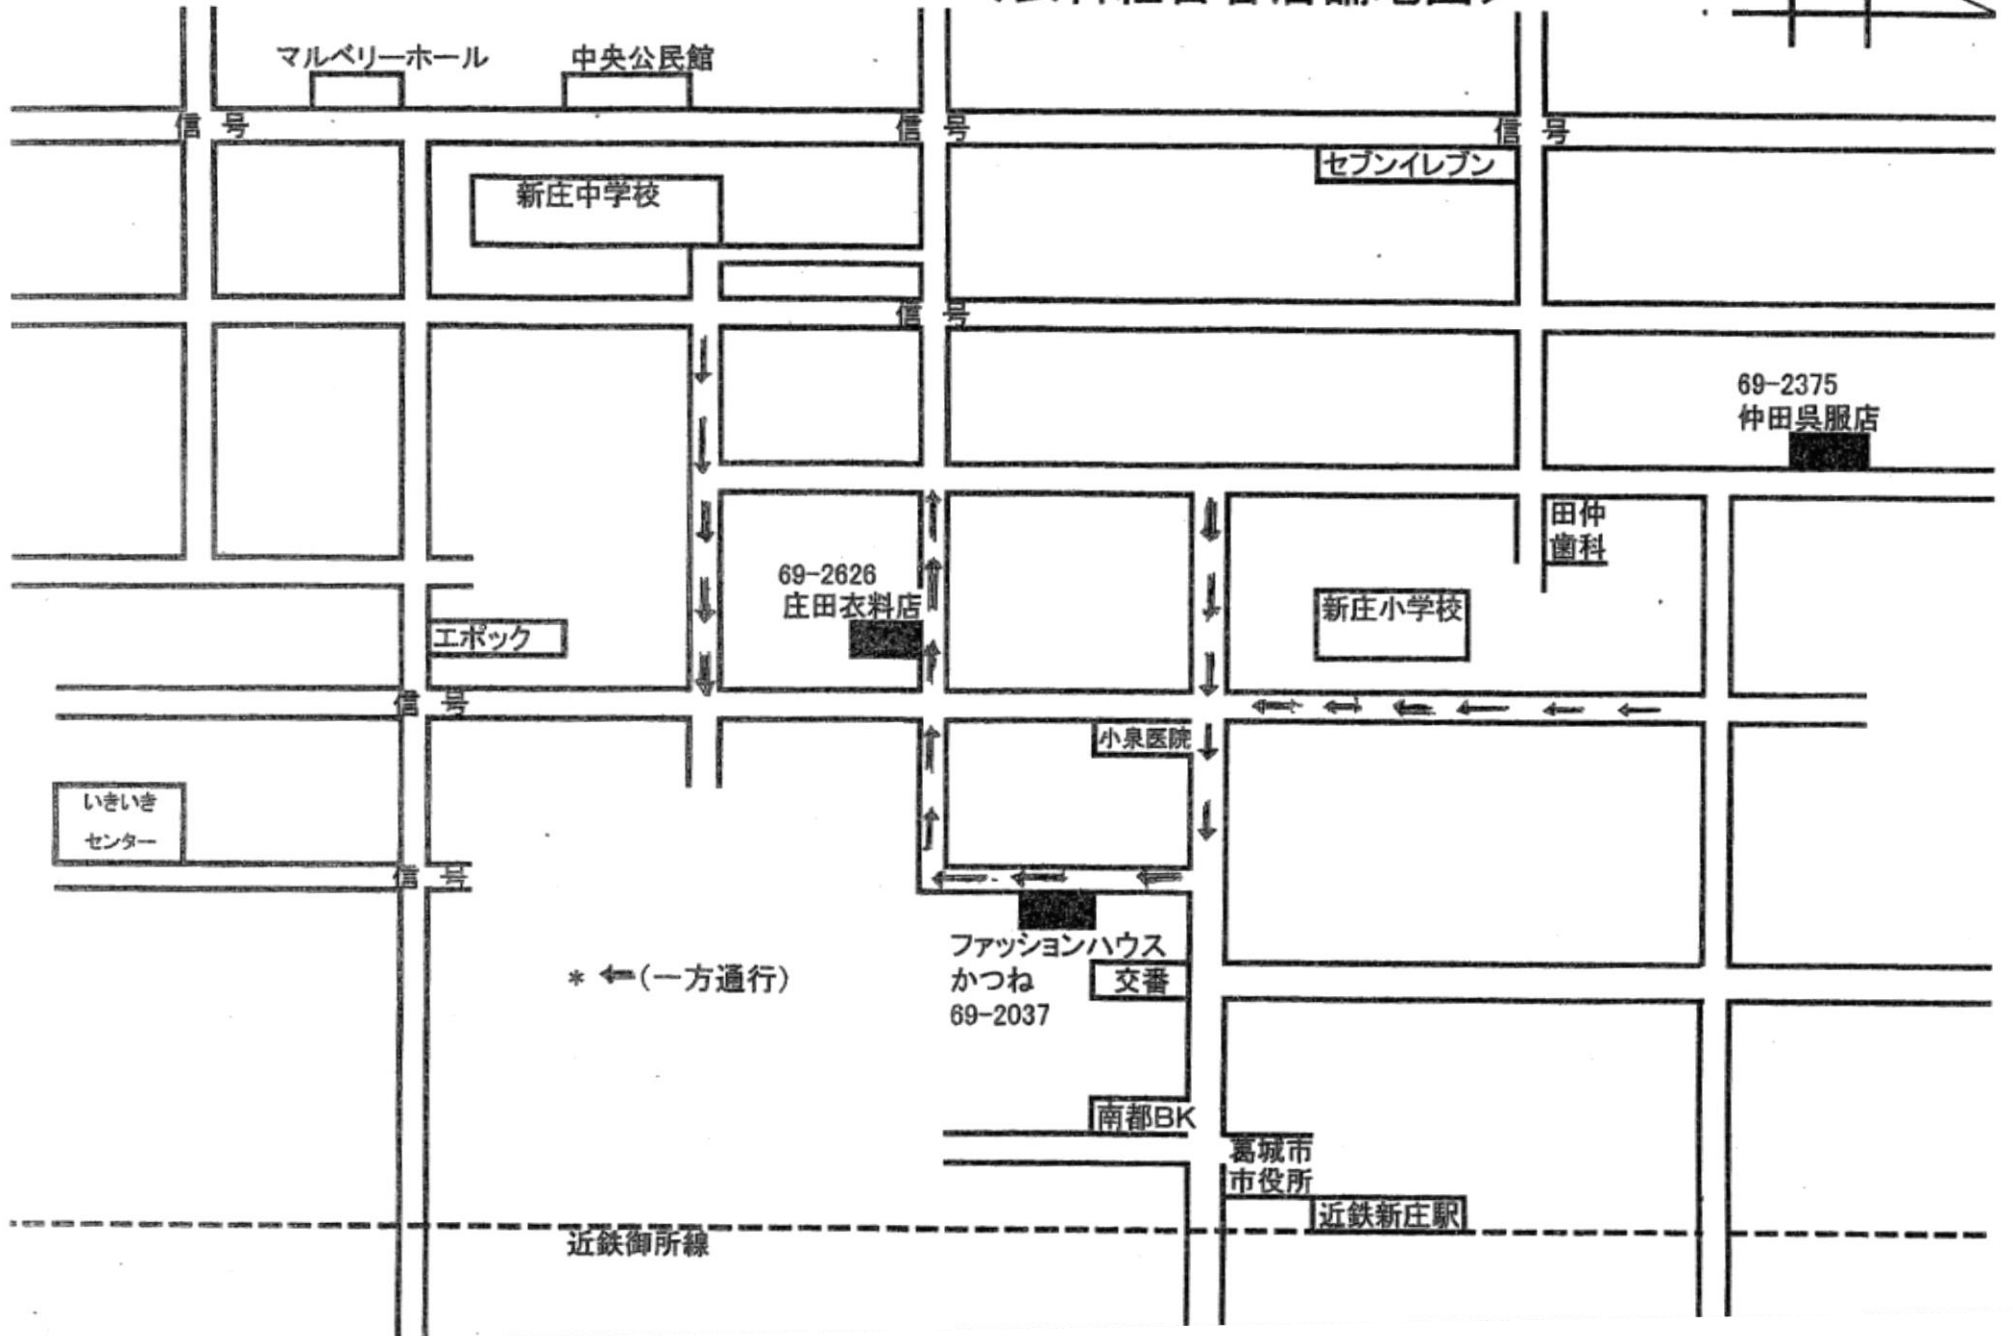 マルベリーホール
中央公民館
信号
信号
信号
セブンイレブン
新庄中学校
信号
69-2375
仲田呉服店
田仲
歯科
69-2626
庄田衣料店
新庄小学校
エポック
信号
小泉医院
いきいき
センター
信号
ファッションハウス
かつね
69-2037
交番
* ←(一方通行)
南都BK
葛城市
市役所
近鉄新庄駅
近鉄御所線